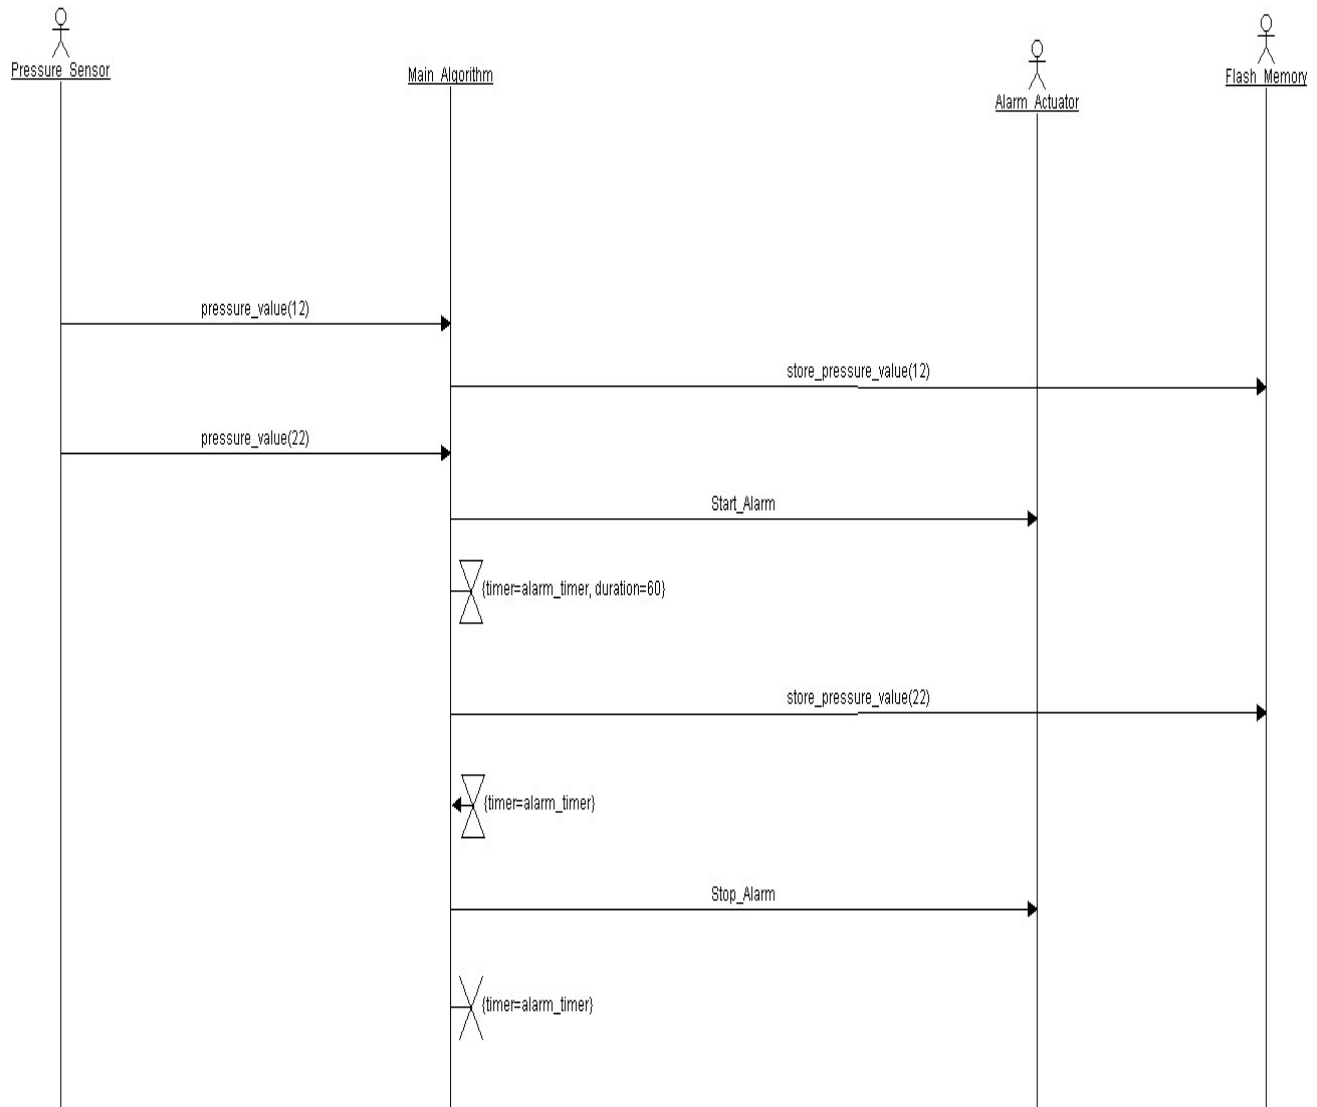 Pressure_Sensor
Main_Algorithm
Alarm_Actuator
Flash_Memory
pressure_value(12)
store_pressure_value(12)
pressure_value(22)
Start_Alarm
{timer=alarm_timer, duration=60}
store_pressure_value(22)
{timer=alarm_timer}
Stop_Alarm
{timer=alarm_timer}